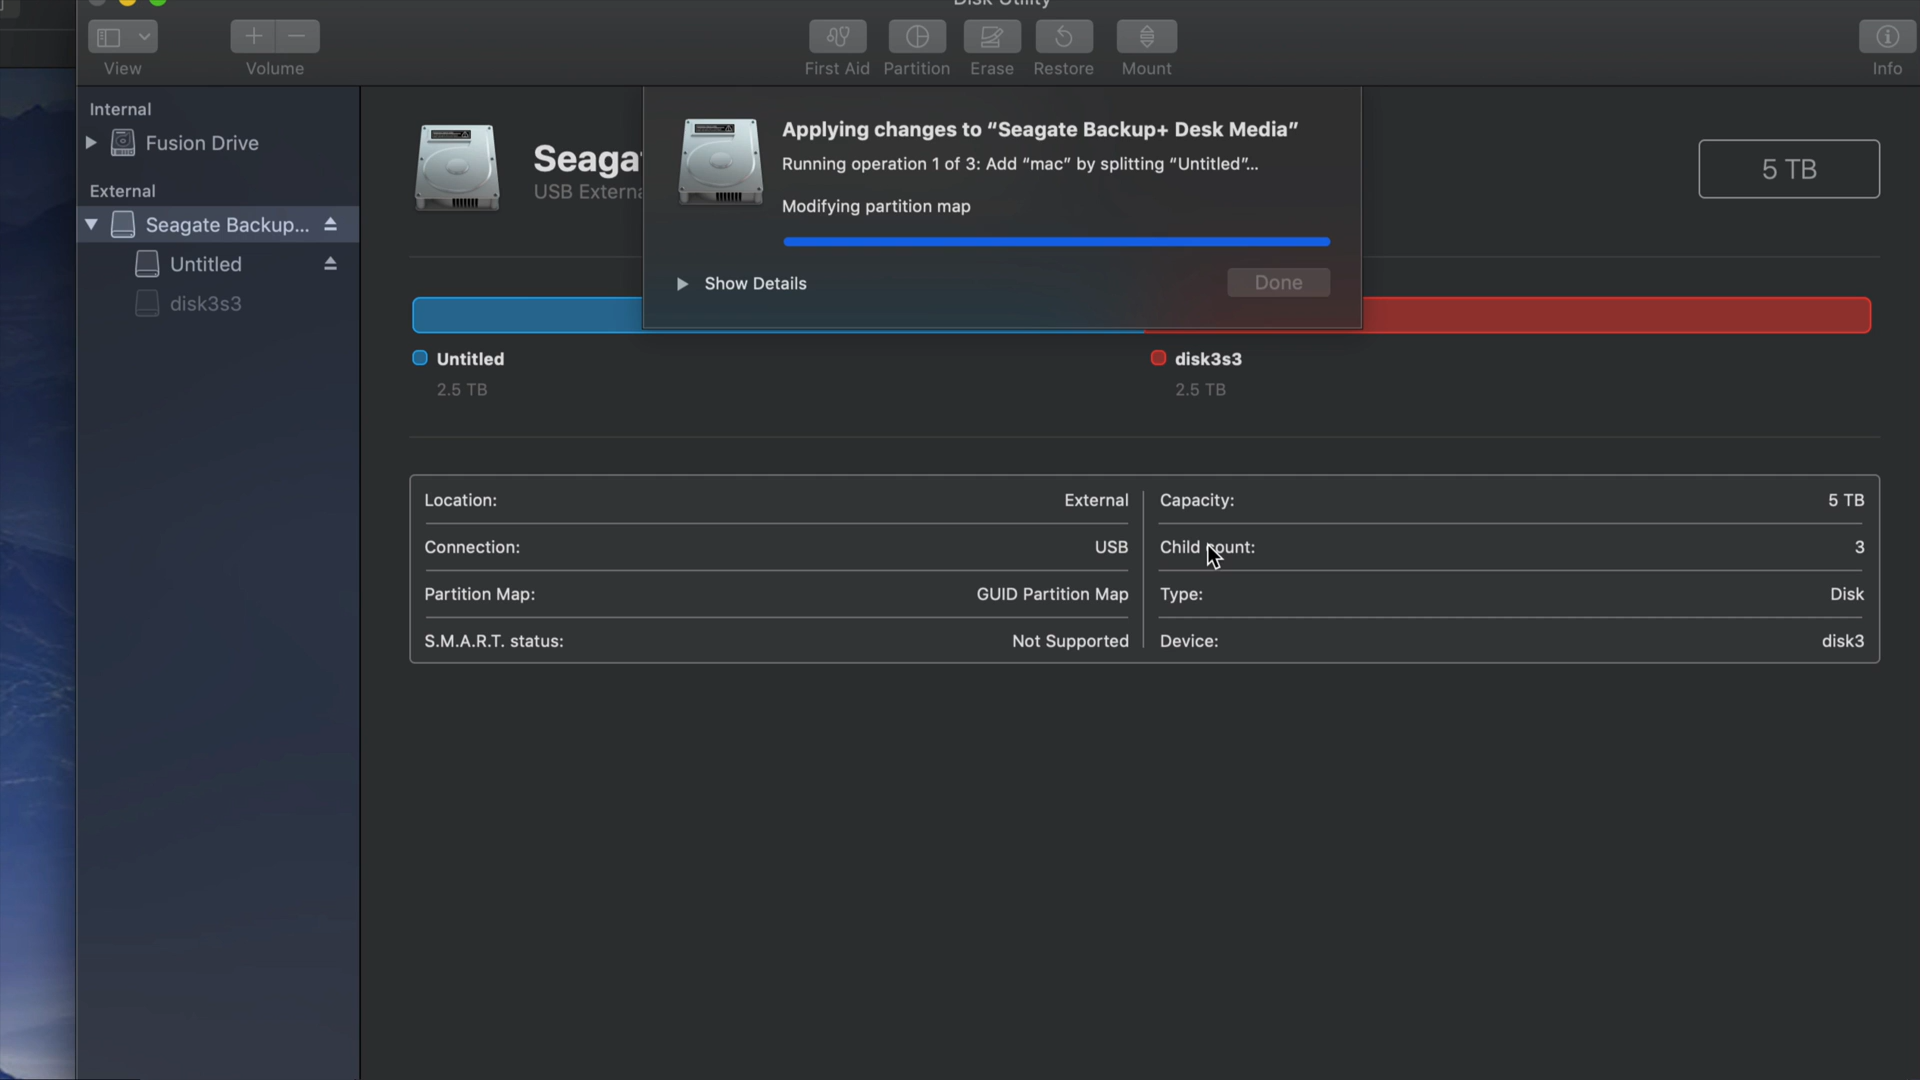 Disk Utility
View
Volume
First Aid
Partition
Erase
Restore
Mount
Info
Internal
Fusion Drive
External
Seagate Backup...
Untitled
disk3s3
Seaga
USB Externa
5 TB
Applying changes to “Seagate Backup+ Desk Media”
Running operation 1 of 3: Add “mac” by splitting “Untitled”...
Modifying partition map
Show Details
Done
Untitled
2.5 TB
disk3s3
2.5 TB
Location: External
Connection: USB
Partition Map: GUID Partition Map
S.M.A.R.T. status: Not Supported
Capacity: 5 TB
Child count: 3
Type: Disk
Device: disk3